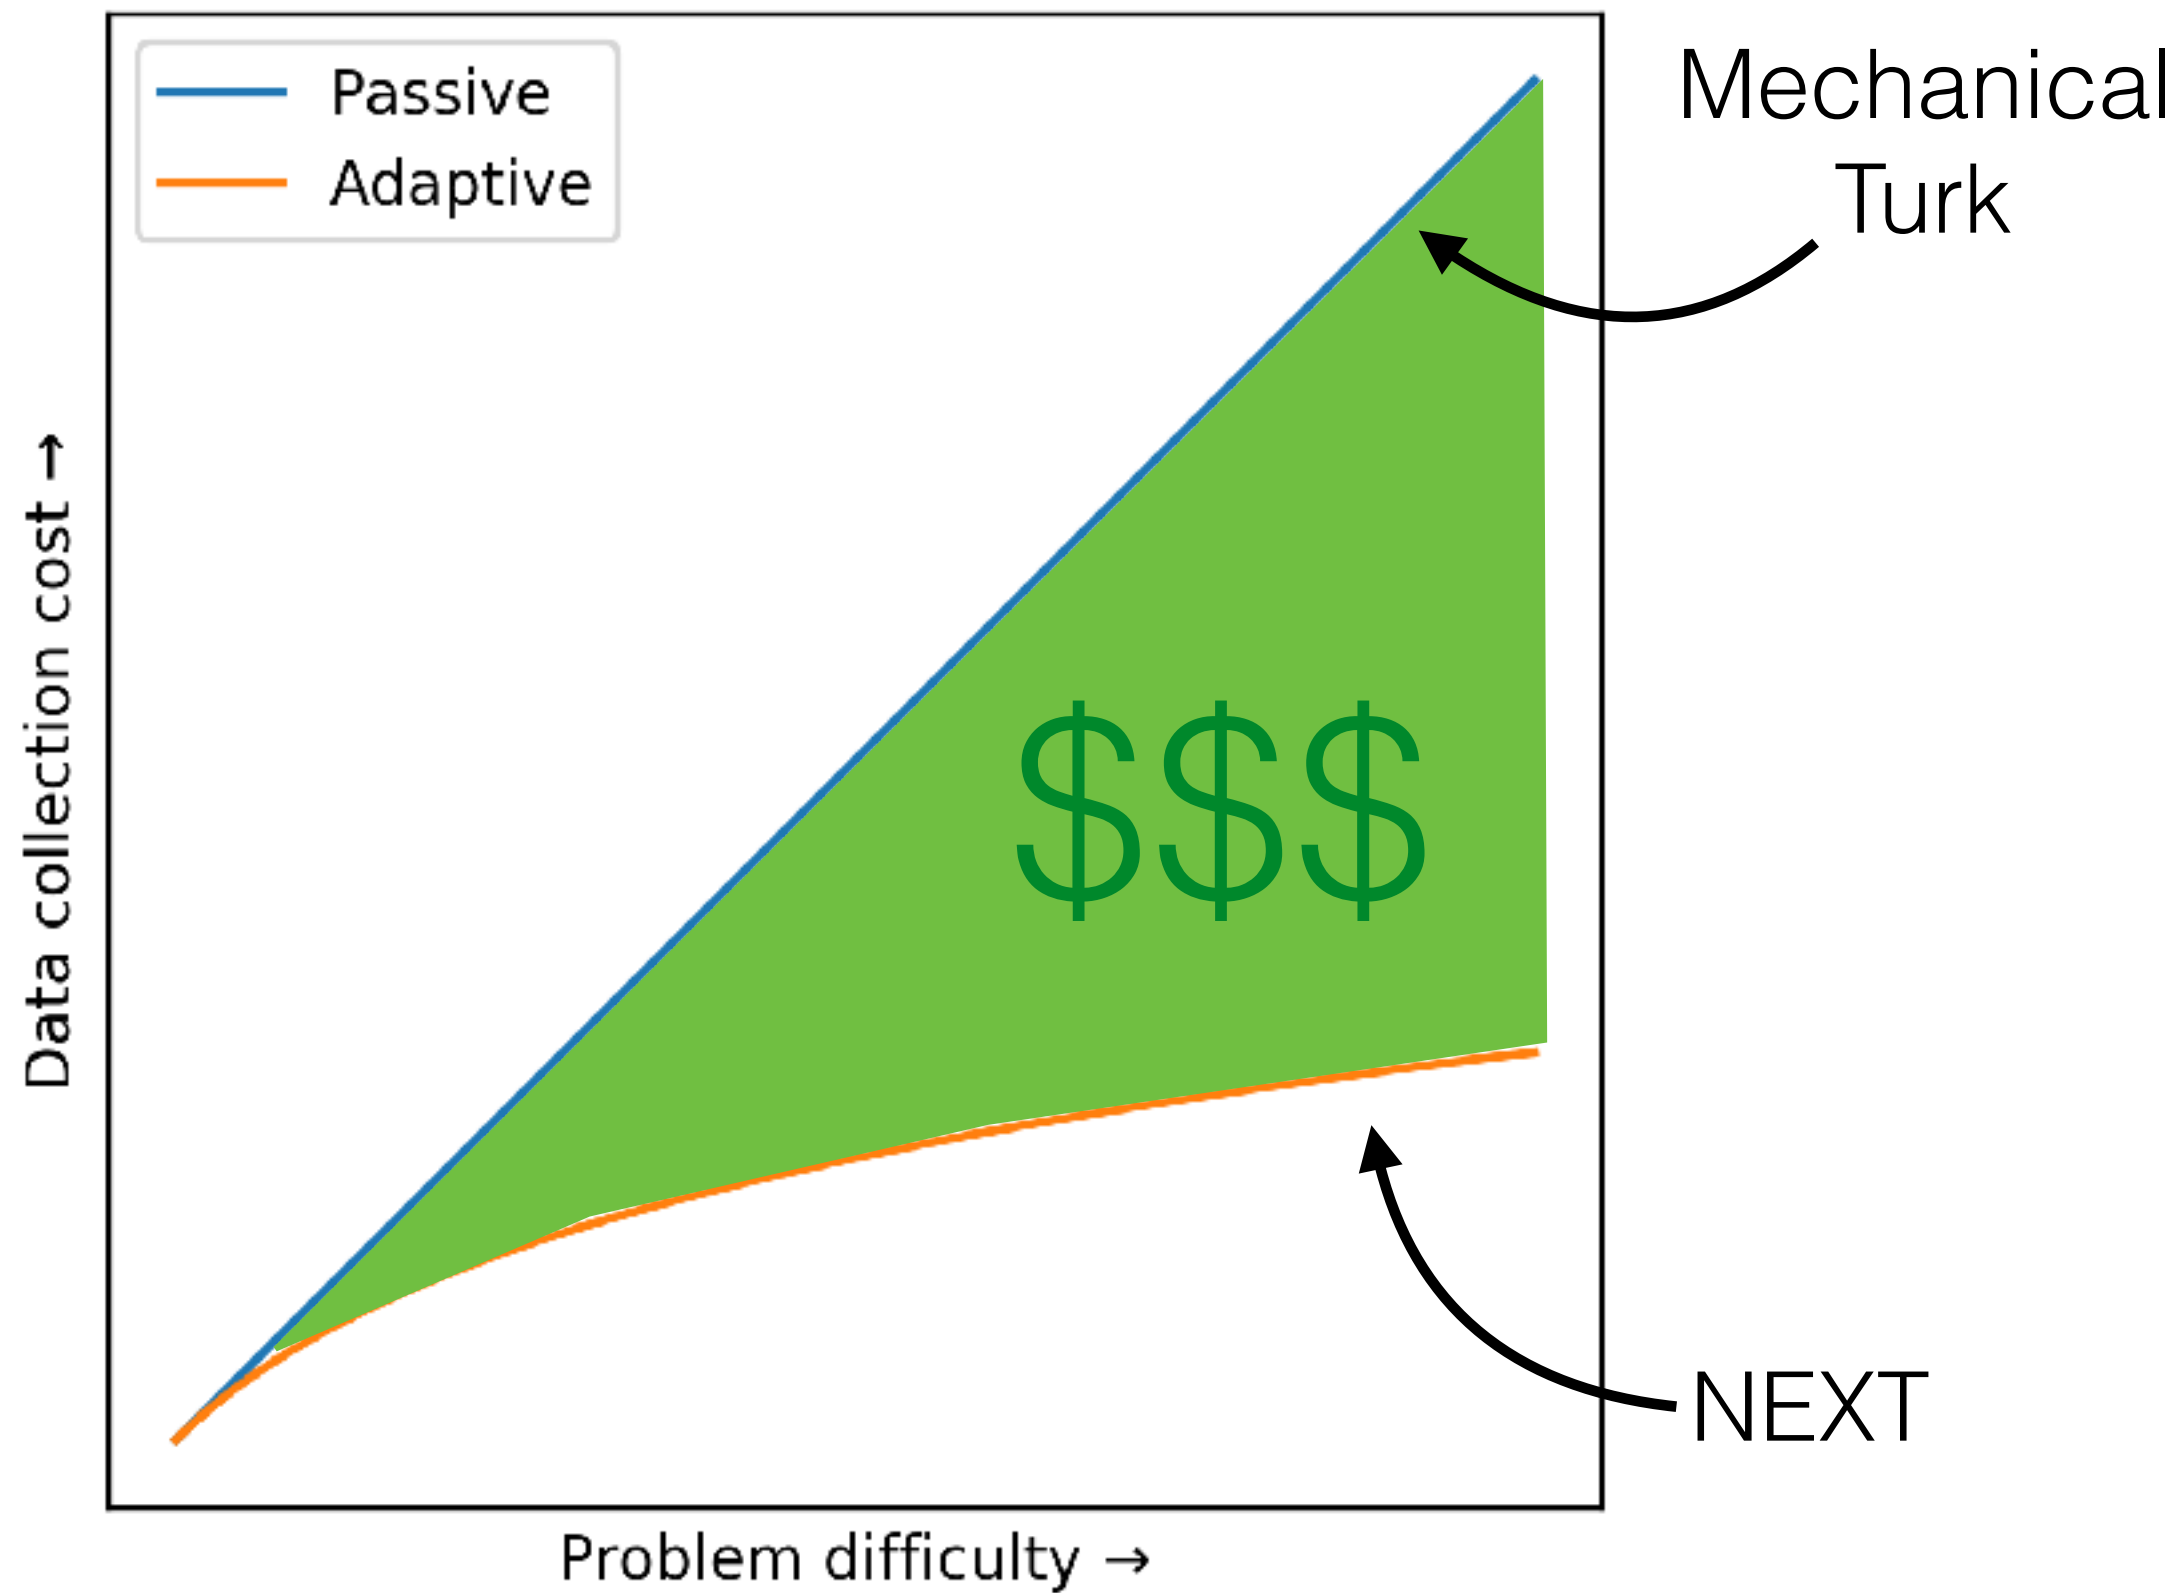 Passive
Adaptive
Mechanical
Turk
Data collection cost →
$$$
NEXT
Problem difficulty →